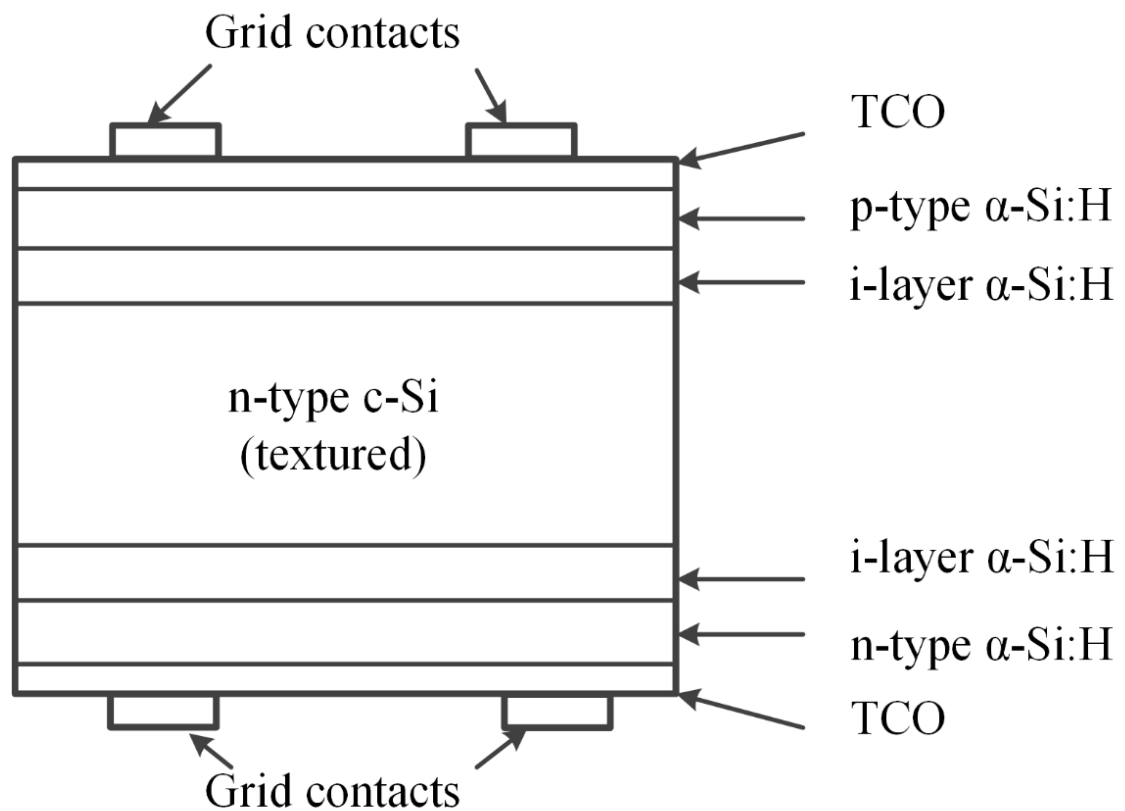 Grid contacts
TCO
p-type α-Si:H
i-layer α-Si:H
n-type c-Si
(textured)
i-layer α-Si:H
n-type α-Si:H
TCO
Grid contacts